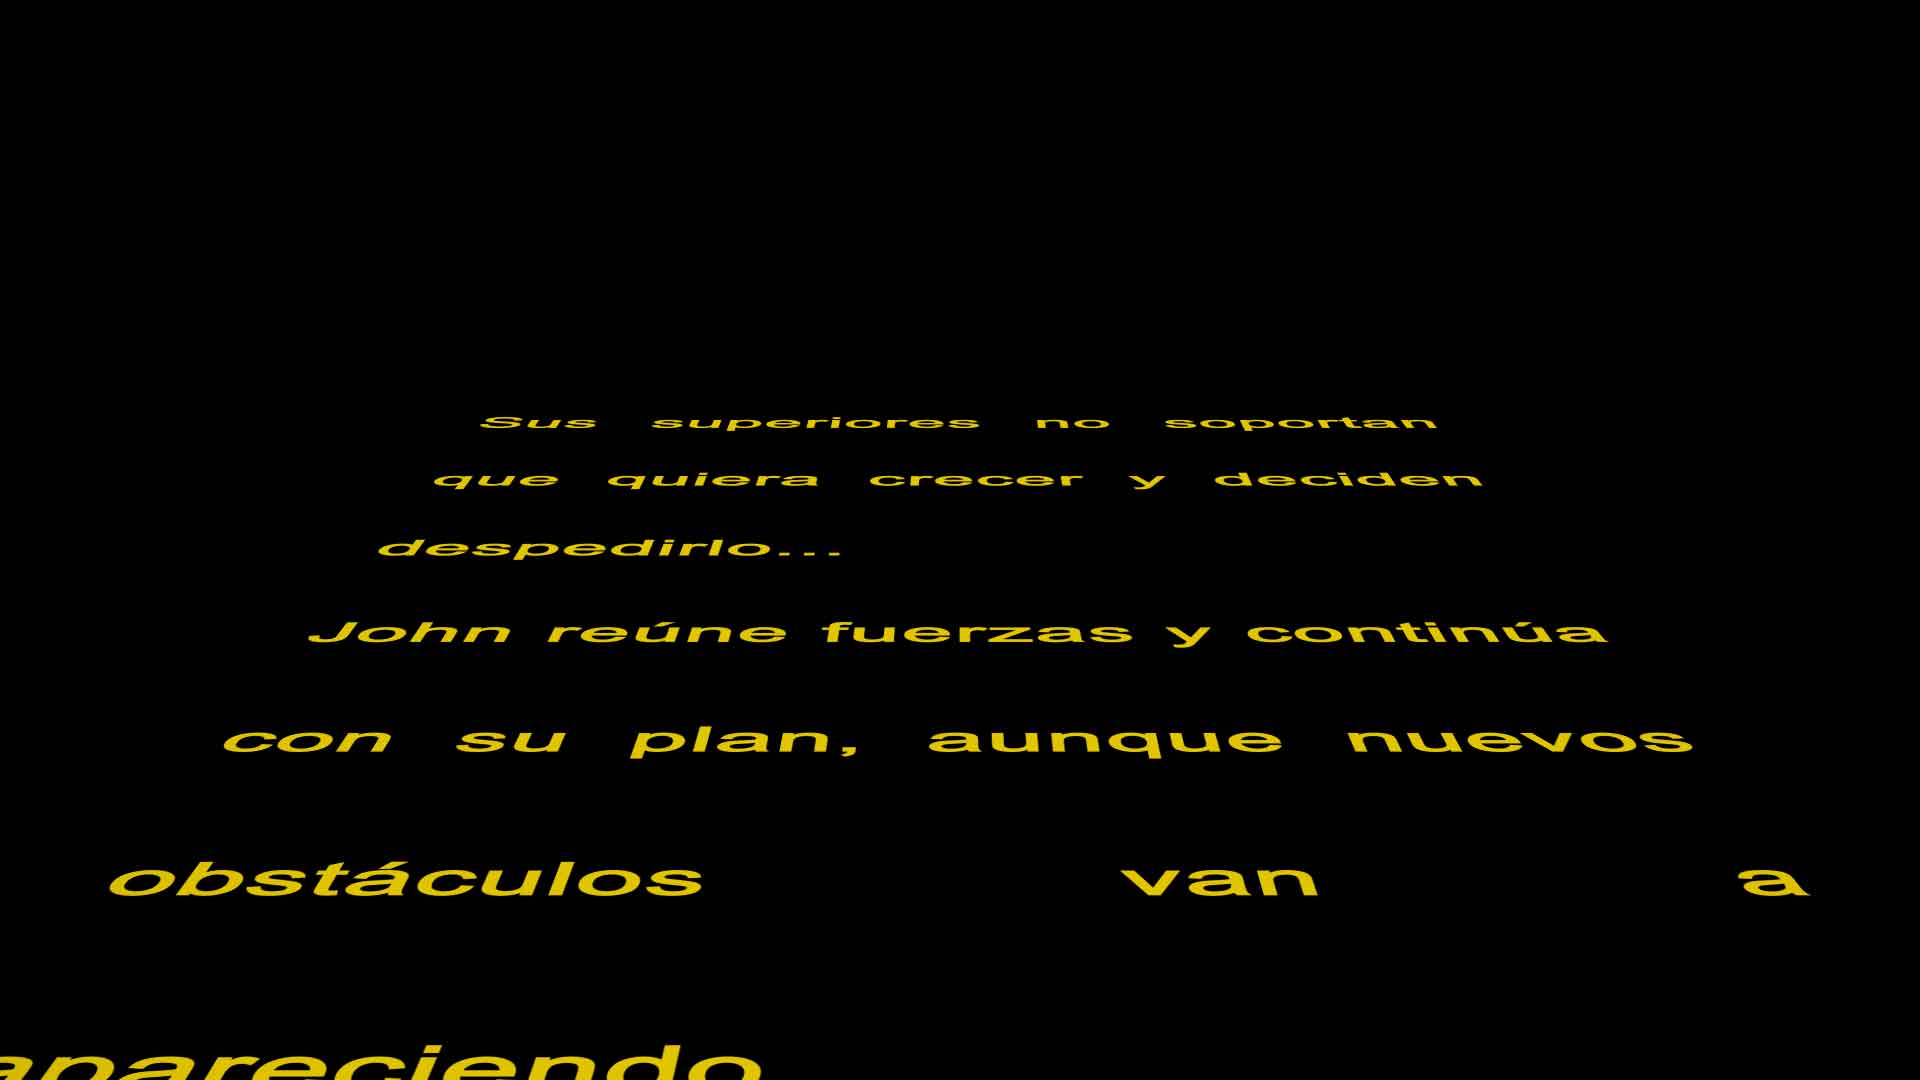 Sus superiores no soportan
que quiera crecer y deciden
despedirlo...
John reúne fuerzas y continúa
con su plan, aunque nuevos
obstáculos van a
apareciendo